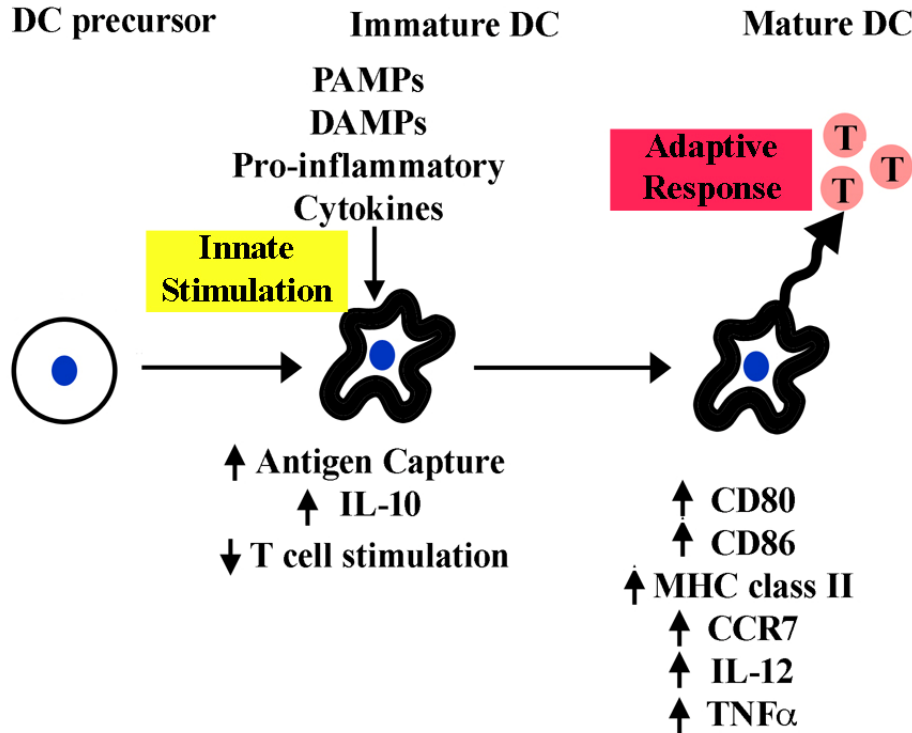 DC precursor
Immature DC
Mature DC
PAMPs
DAMPs
Pro-inflammatory
Cytokines
Innate
Stimulation
Adaptive
Response
T
T
T
↑ Antigen Capture
↑ IL-10
↓ T cell stimulation
↑ CD80
↑ CD86
↑ MHC class II
↑ CCR7
↑ IL-12
↑ TNFα